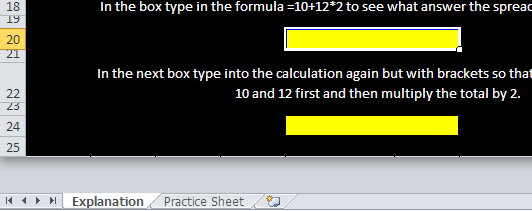 18
In the box type in the formula =10+12*2 to see what answer the spread
19
20
21
In the next box type into the calculation again but with brackets so that
22
10 and 12 first and then multiply the total by 2.
23
24
25
Explanation
Practice Sheet